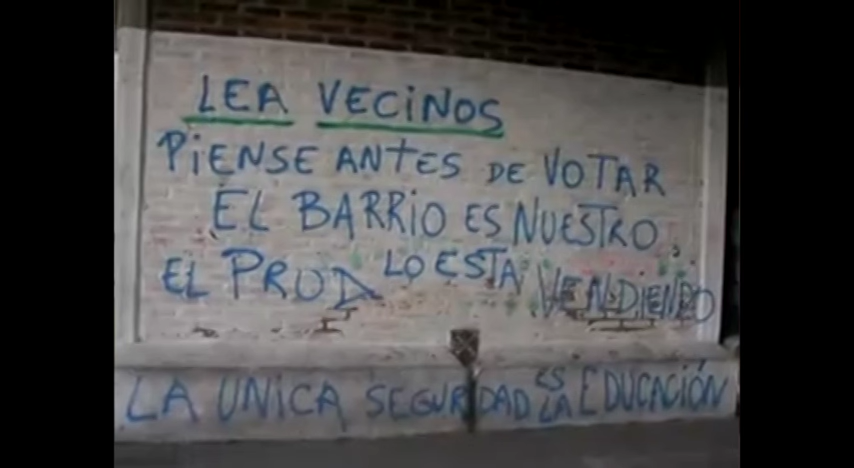 LEA VECiNOS
PiENSE ANTES DE VOTAR
EL BARRiO ES NUESTRO
EL PROD LO ESTA VENDiENDO
LA UNiCA SEGURiDAD ES LA EDUCACiÓN